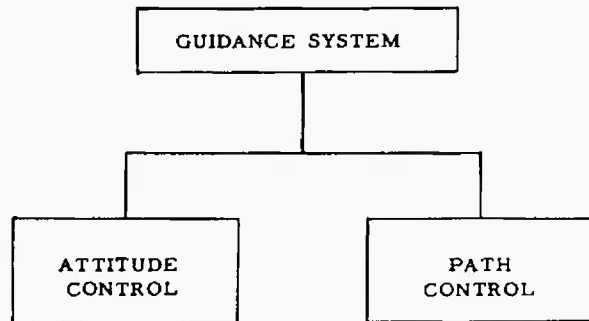 GUIDANCE SYSTEM
ATTITUDE
CONTROL
PATH
CONTROL